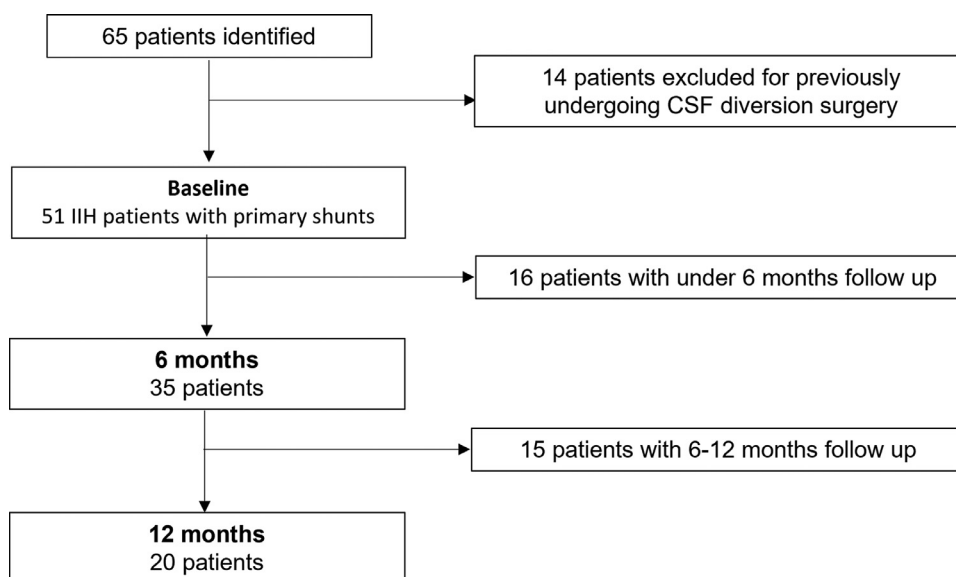 65 patients identified
14 patients excluded for previously
undergoing CSF diversion surgery
Baseline
51 IIH patients with primary shunts
16 patients with under 6 months follow up
6 months
35 patients
15 patients with 6-12 months follow up
12 months
20 patients